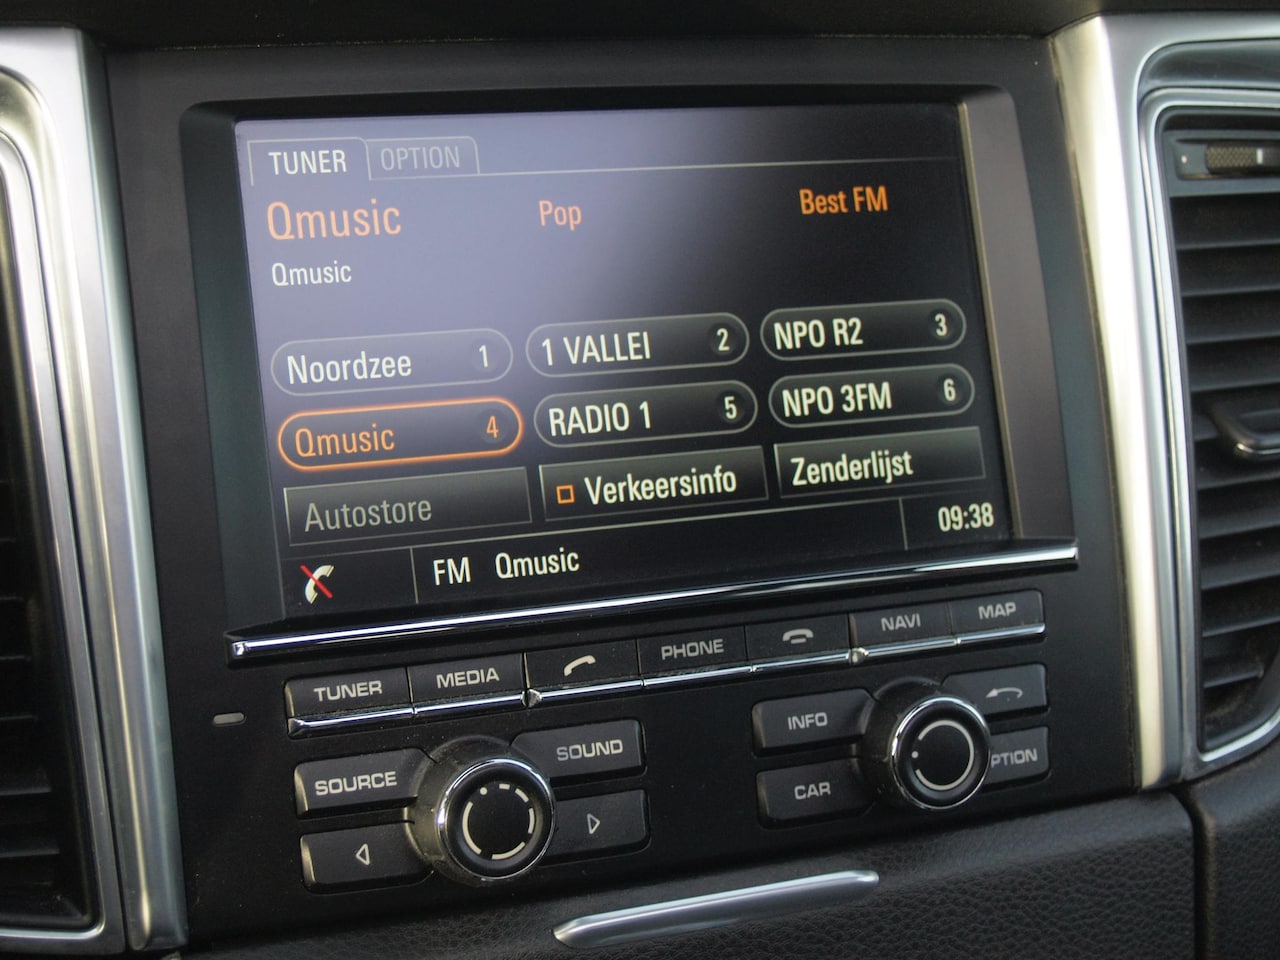 TUNER OPTION
Qmusic Pop Best FM
Qmusic
Noordzee 1 1 VALLEI 2 NPO R2 3
Qmusic 4 RADIO 1 5 NPO 3FM 6
Autostore Verkeersinfo Zenderlijst
FM Qmusic 09:38
TUNER MEDIA PHONE NAVI MAP
SOURCE SOUND INFO
CAR PTION